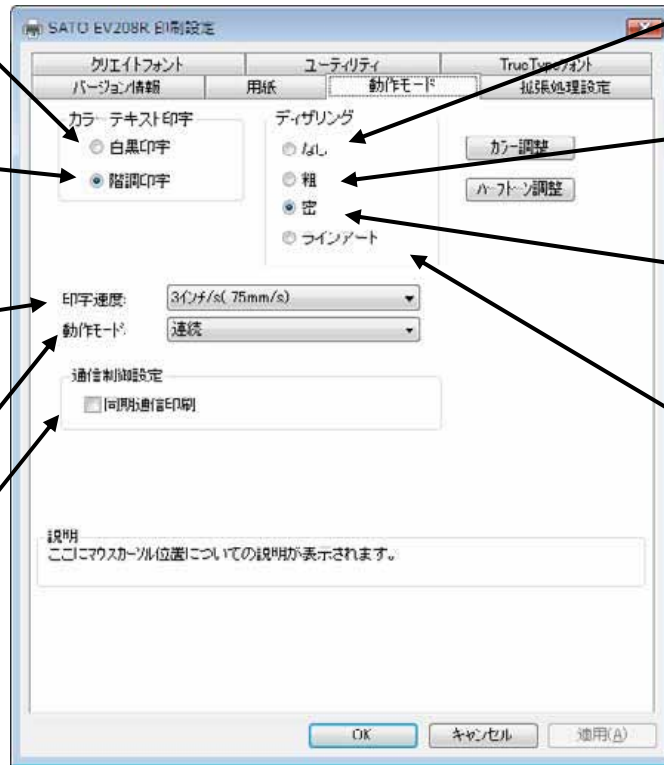 SATO EV208R 印刷設定
クリエイトフォント ユーティリティ TrueTypeフォント
バージョン情報 用紙 動作モード 拡張処理設定
カラーテキスト印字
白黒印字
階調印字
ディザリング
なし
粗
密
ラインアート
カラー調整
ハーフトーン調整
印字速度: 3インチ/s( 75mm/s)
動作モード: 連続
通信制御設定
同期通信印刷
説明
ここにマウスカーソル位置についての説明が表示されます。
OK キャンセル 適用(A)